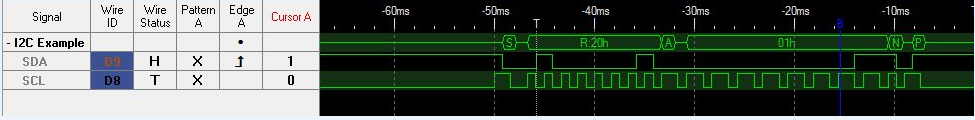 Signal Wire ID Wire Status Pattern A Edge A Cursor A -60ms -50ms -40ms -30ms -20ms -10ms
T B
- I2C Example • S R:20h A 01h N P
SDA D9 H X 1
SCL D8 T X 0